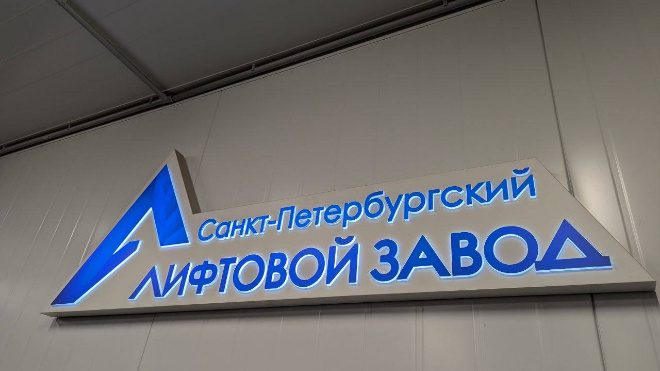 Санкт-Петербургский
ЛИФТОВОЙ ЗАВОД